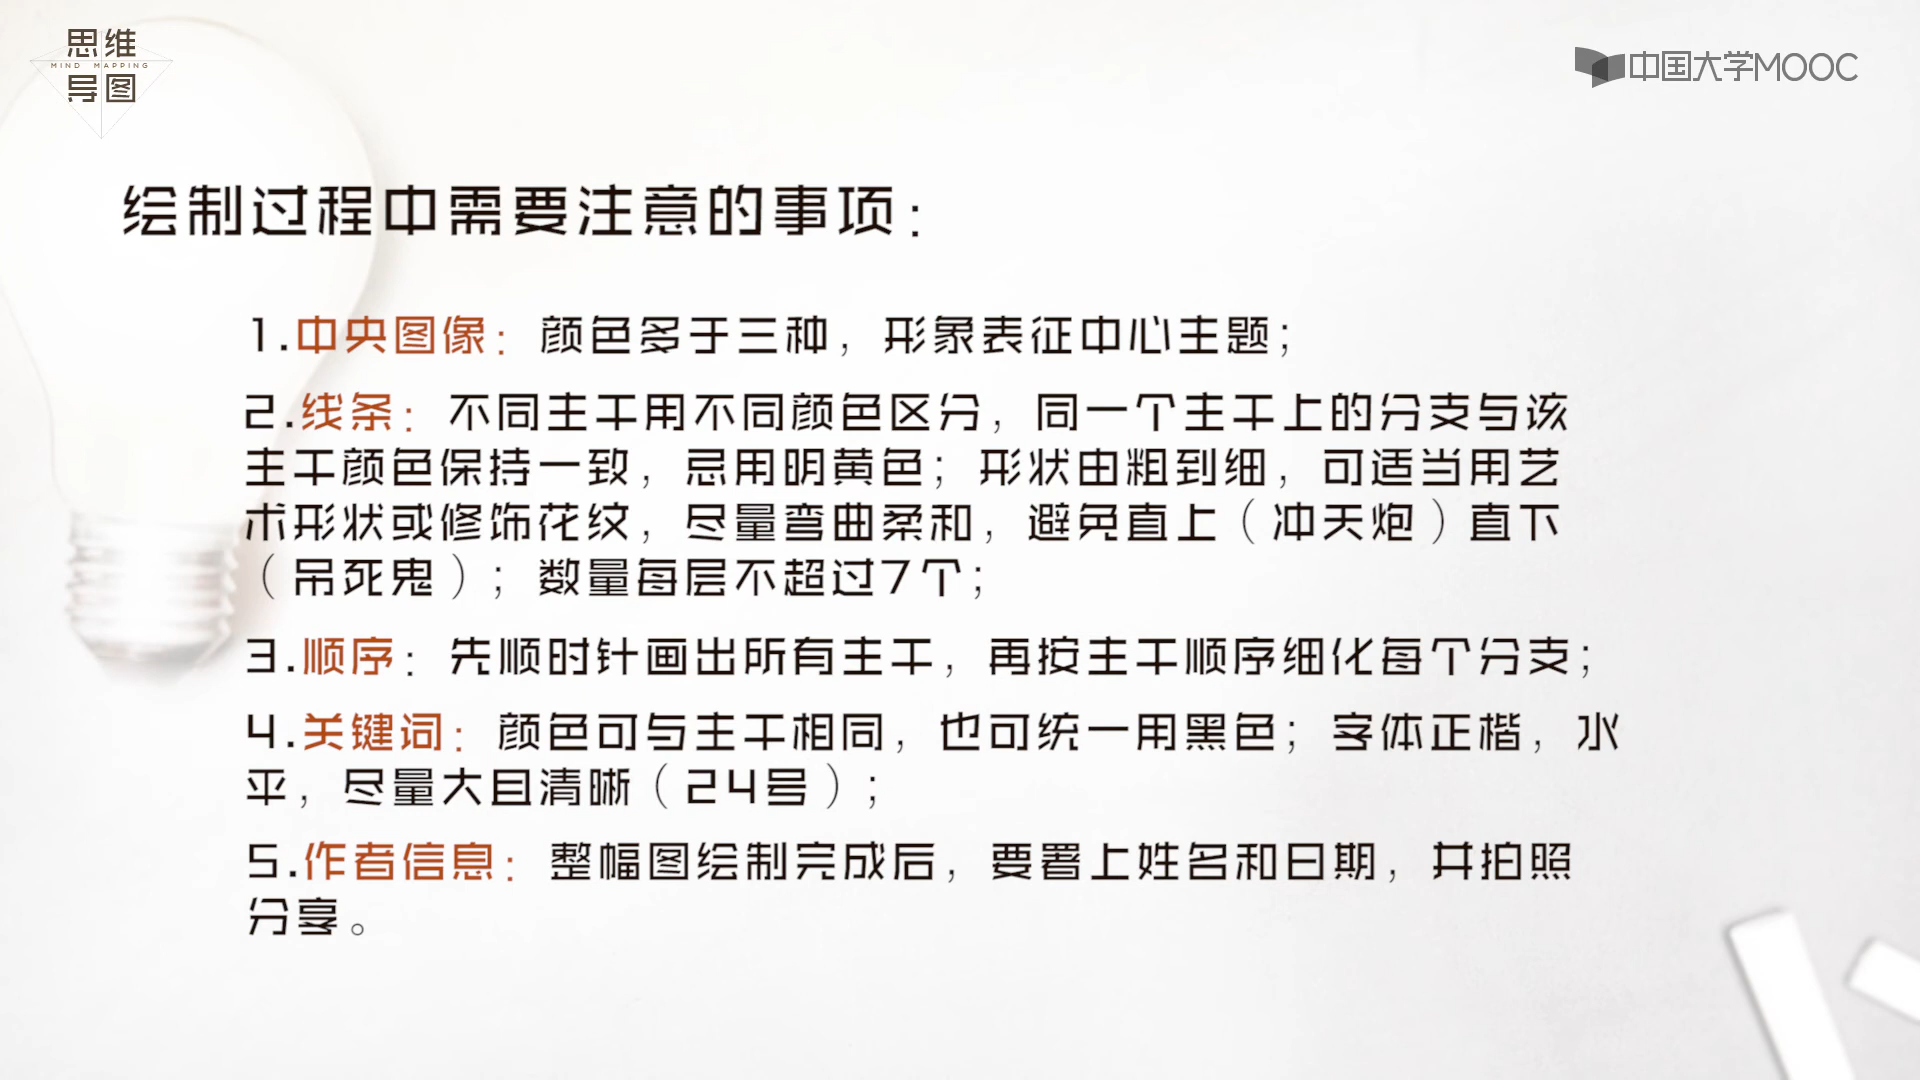 思维
MIND MAPPING
导图
中国大学MOOC
绘制过程中需要注意的事项：
1.中央图像：颜色多于三种，形象表征中心主题；
2.线条：不同主干用不同颜色区分，同一个主干上的分支与该
主干颜色保持一致，忌用明黄色；形状由粗到细，可适当用艺
术形状或修饰花纹，尽量弯曲柔和，避免直上（冲天炮）直下
（吊死鬼）；数量每层不超过7个；
3.顺序：先顺时针画出所有主干，再按主干顺序细化每个分支；
4.关键词：颜色可与主干相同，也可统一用黑色；字体正楷，水
平，尽量大且清晰（24号）；
5.作者信息：整幅图绘制完成后，要署上姓名和日期，并拍照
分享。